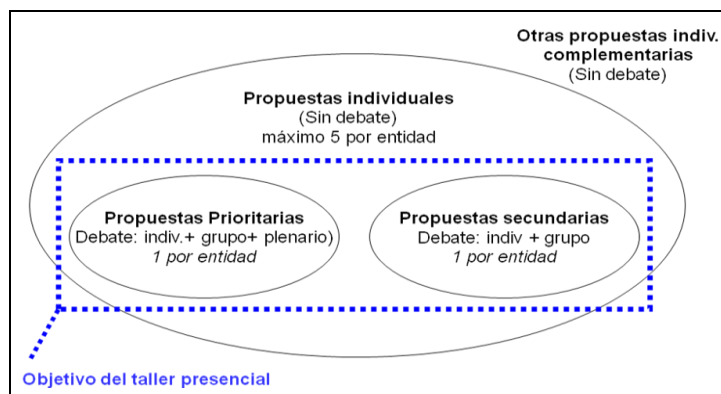 Otras propuestas indiv.
complementarias
(Sin debate)
Propuestas individuales
(Sin debate)
máximo 5 por entidad
Propuestas Prioritarias
Debate: indiv.+ grupo+ plenario)
1 por entidad
Propuestas secundarias
Debate: indiv + grupo
1 por entidad
Objetivo del taller presencial